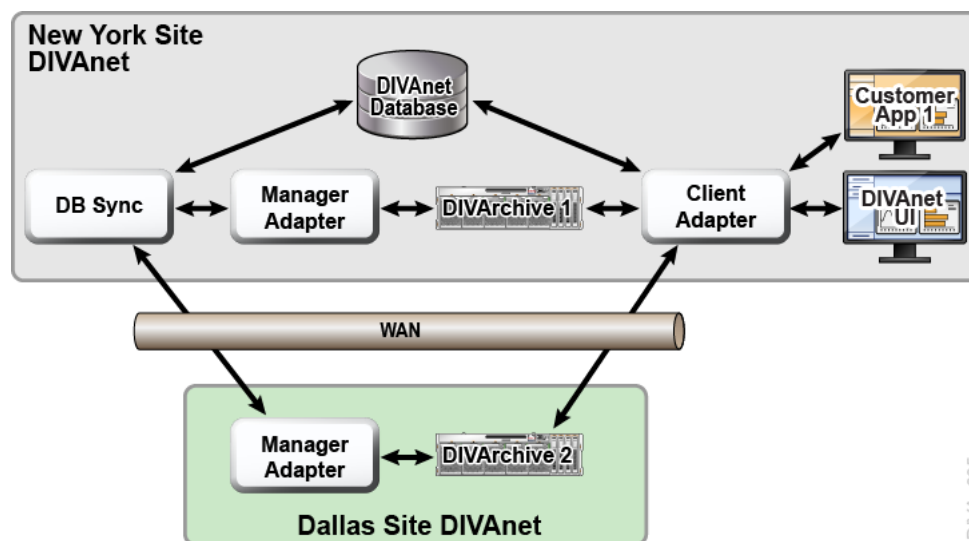 New York Site
DIVAnet
DIVAnet
Database
Customer
App 1
DB Sync
Manager
Adapter
DIVArchive 1
Client
Adapter
DIVAnet
UI
WAN
Manager
Adapter
DIVArchive 2
Dallas Site DIVAnet